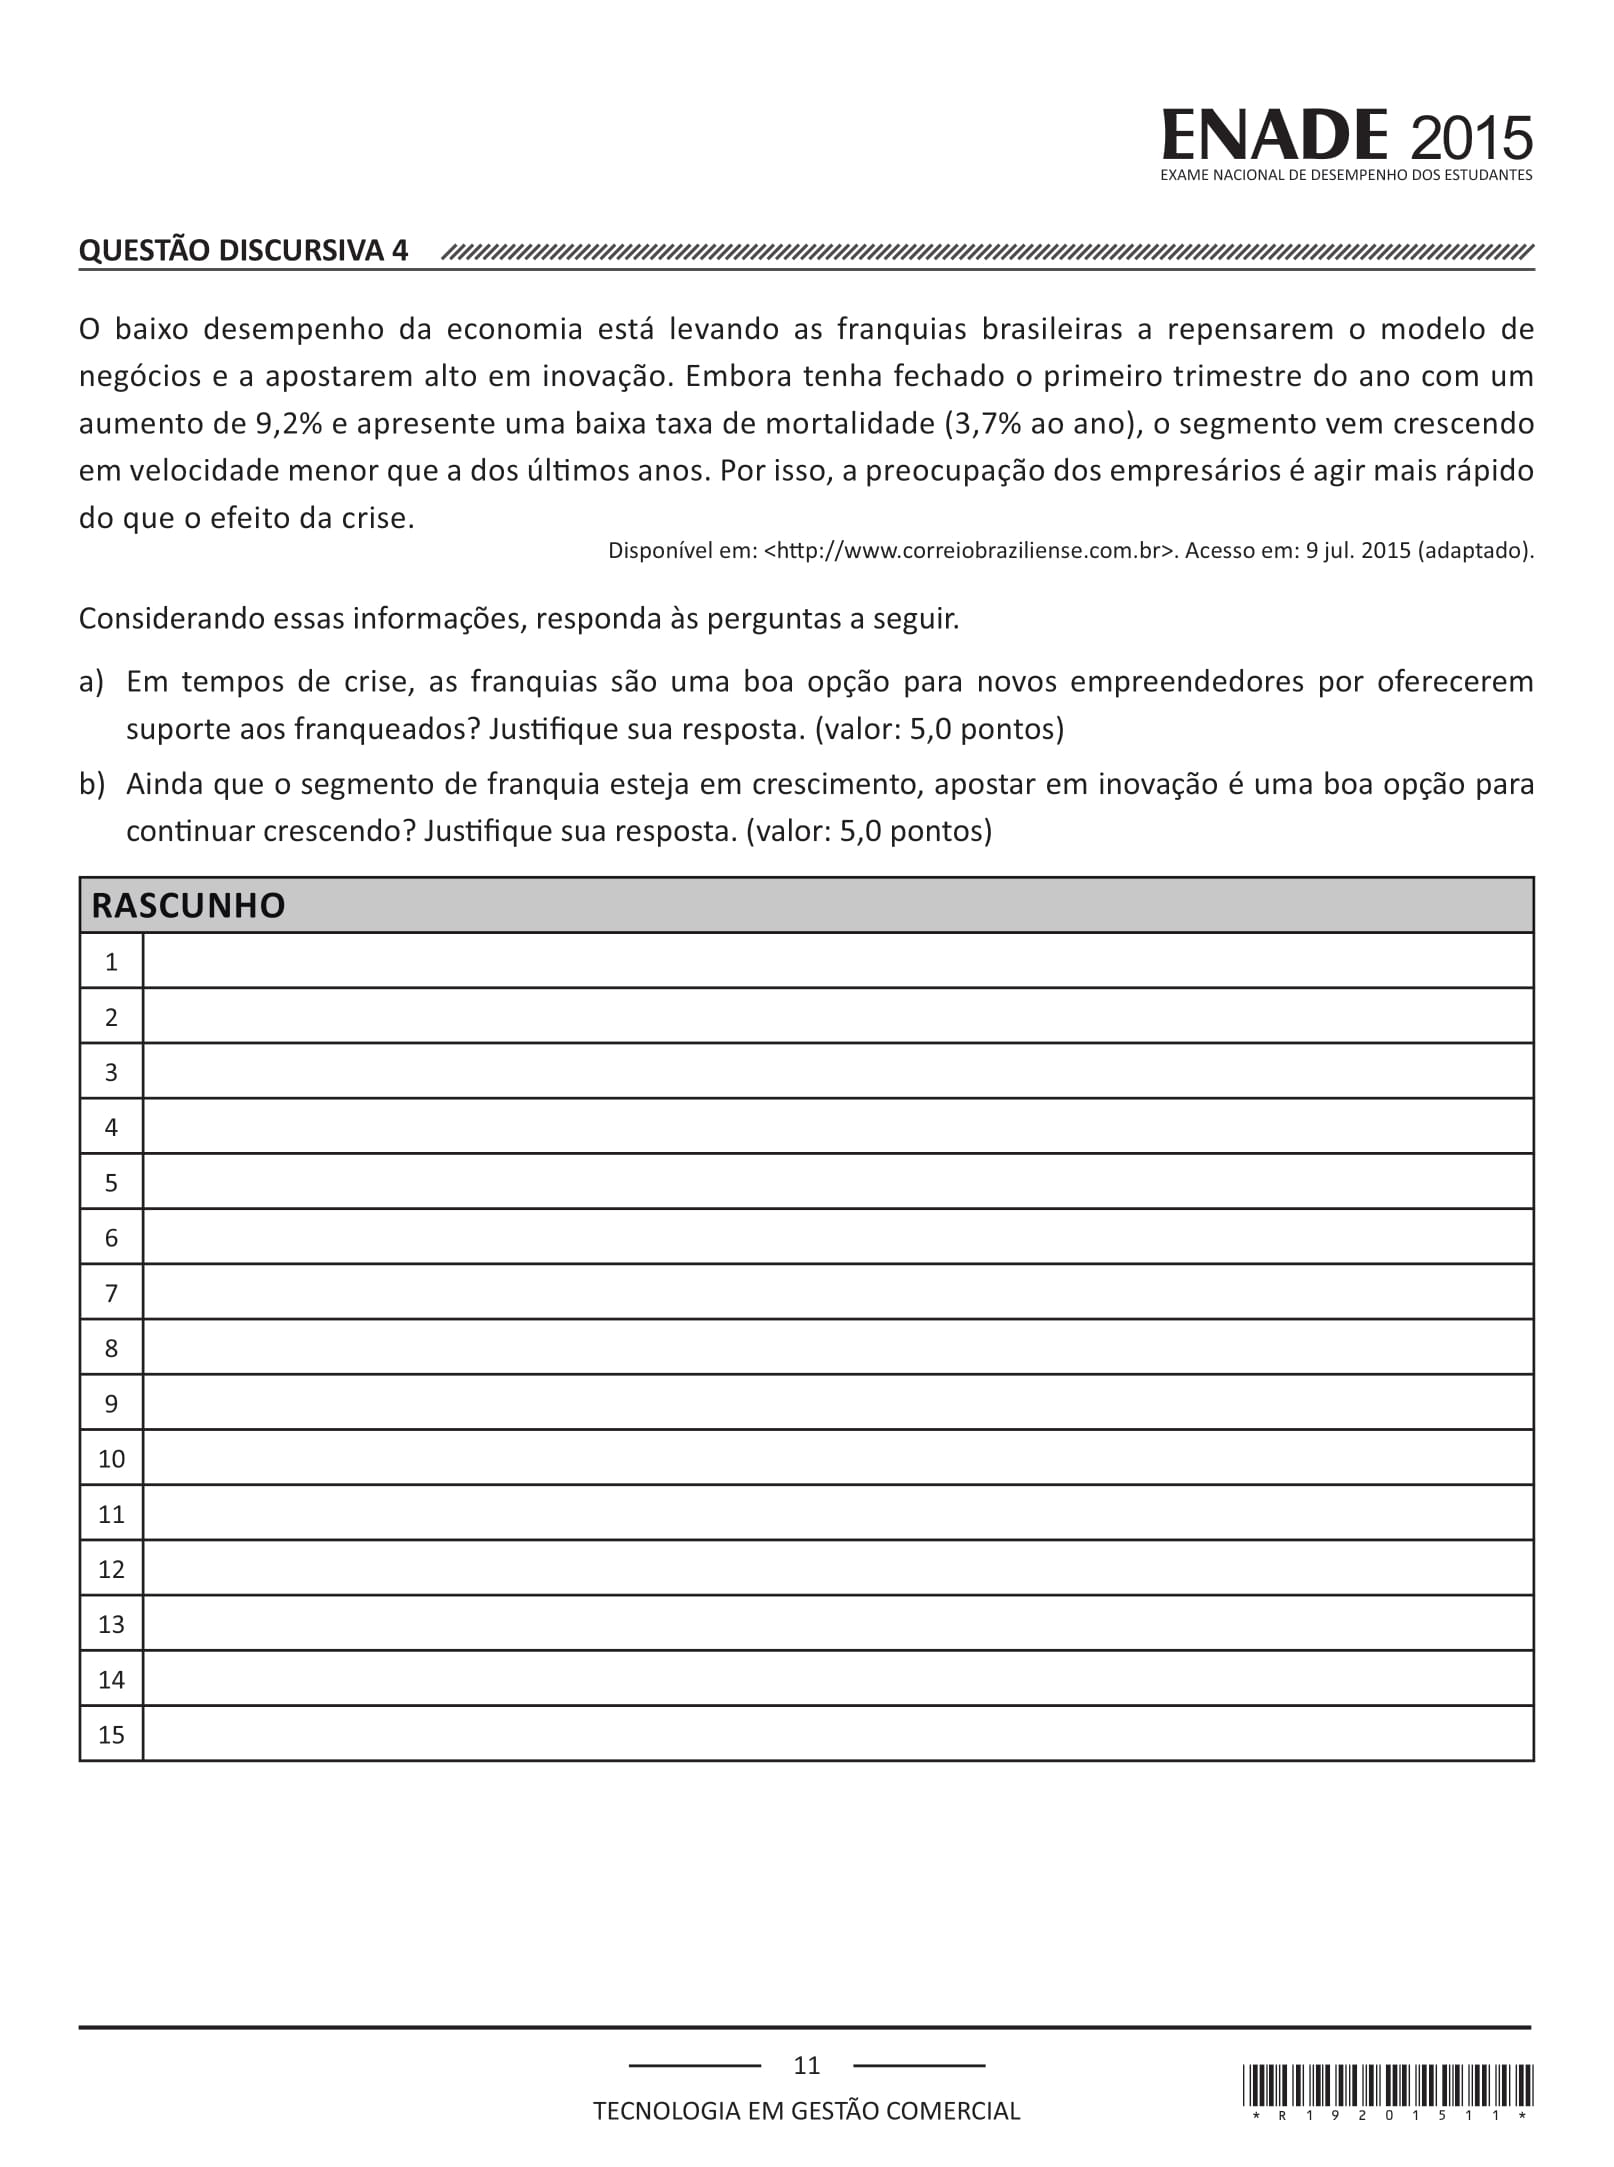 ENADE 2015
EXAME NACIONAL DE DESEMPENHO DOS ESTUDANTES
QUESTÃO DISCURSIVA 4
O baixo desempenho da economia está levando as franquias brasileiras a repensarem o modelo de
negócios e a apostarem alto em inovação. Embora tenha fechado o primeiro trimestre do ano com um
aumento de 9,2% e apresente uma baixa taxa de mortalidade (3,7% ao ano), o segmento vem crescendo
em velocidade menor que a dos últimos anos. Por isso, a preocupação dos empresários é agir mais rápido
do que o efeito da crise.
Disponível em: <http://www.correiobraziliense.com.br>. Acesso em: 9 jul. 2015 (adaptado).
Considerando essas informações, responda às perguntas a seguir.
a) Em tempos de crise, as franquias são uma boa opção para novos empreendedores por oferecerem
suporte aos franqueados? Justifique sua resposta. (valor: 5,0 pontos)
b) Ainda que o segmento de franquia esteja em crescimento, apostar em inovação é uma boa opção para
continuar crescendo? Justifique sua resposta. (valor: 5,0 pontos)
RASCUNHO
1
2
3
4
5
6
7
8
9
10
11
12
13
14
15
11
TECNOLOGIA EM GESTÃO COMERCIAL
* R 1 9 2 0 1 5 1 1 *